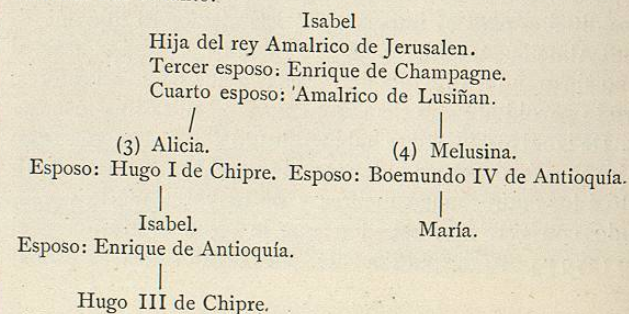 Isabel
Hija del rey Amalrico de Jerusalen.
Tercer esposo: Enrique de Champagne.
Cuarto esposo: 'Amalrico de Lusiñan.
(3) Alicia. (4) Melusina.
Esposo: Hugo I de Chipre. Esposo: Boemundo IV de Antioquía.
Isabel. María.
Esposo: Enrique de Antioquía.
Hugo III de Chipre.